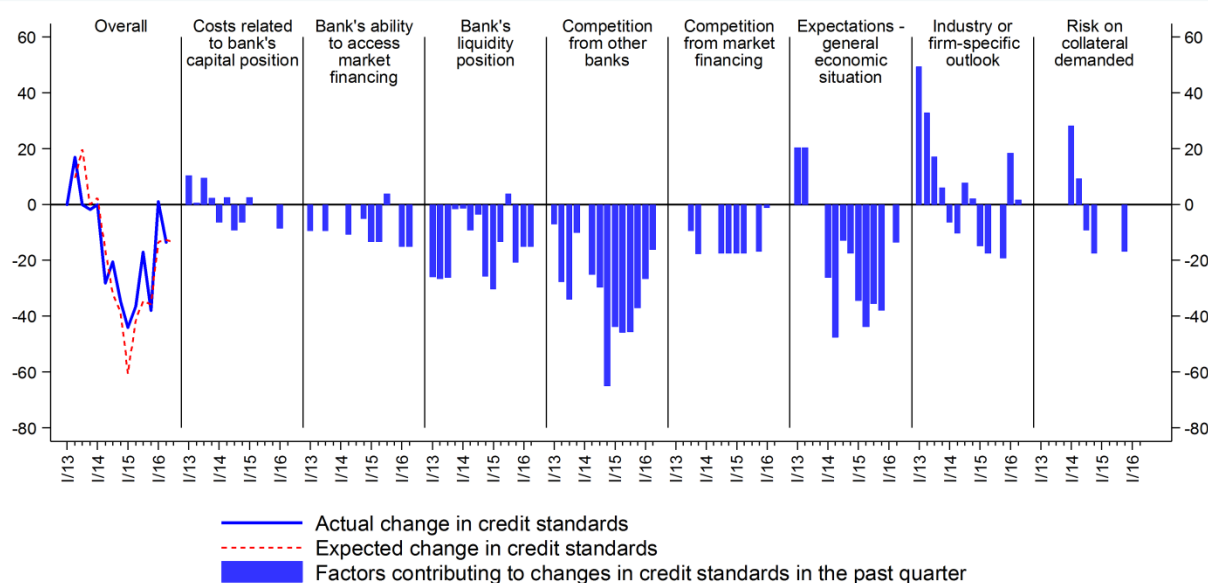 Overall
Costs related
to bank's
capital position
Bank's ability
to access
market
financing
Bank's
liquidity
position
Competition
from other
banks
Competition
from market
financing
Expectations -
general
economic
situation
Industry or
firm-specific
outlook
Risk on
collateral
demanded
60
40
20
0
-20
-40
-60
-80
60
40
20
0
-20
-40
-60
-80
I/13
I/14
I/15
I/16
I/13
I/14
I/15
I/16
I/13
I/14
I/15
I/16
I/13
I/14
I/15
I/16
I/13
I/14
I/15
I/16
I/13
I/14
I/15
I/16
I/13
I/14
I/15
I/16
I/13
I/14
I/15
I/16
I/13
I/14
I/15
I/16
Actual change in credit standards
Expected change in credit standards
Factors contributing to changes in credit standards in the past quarter